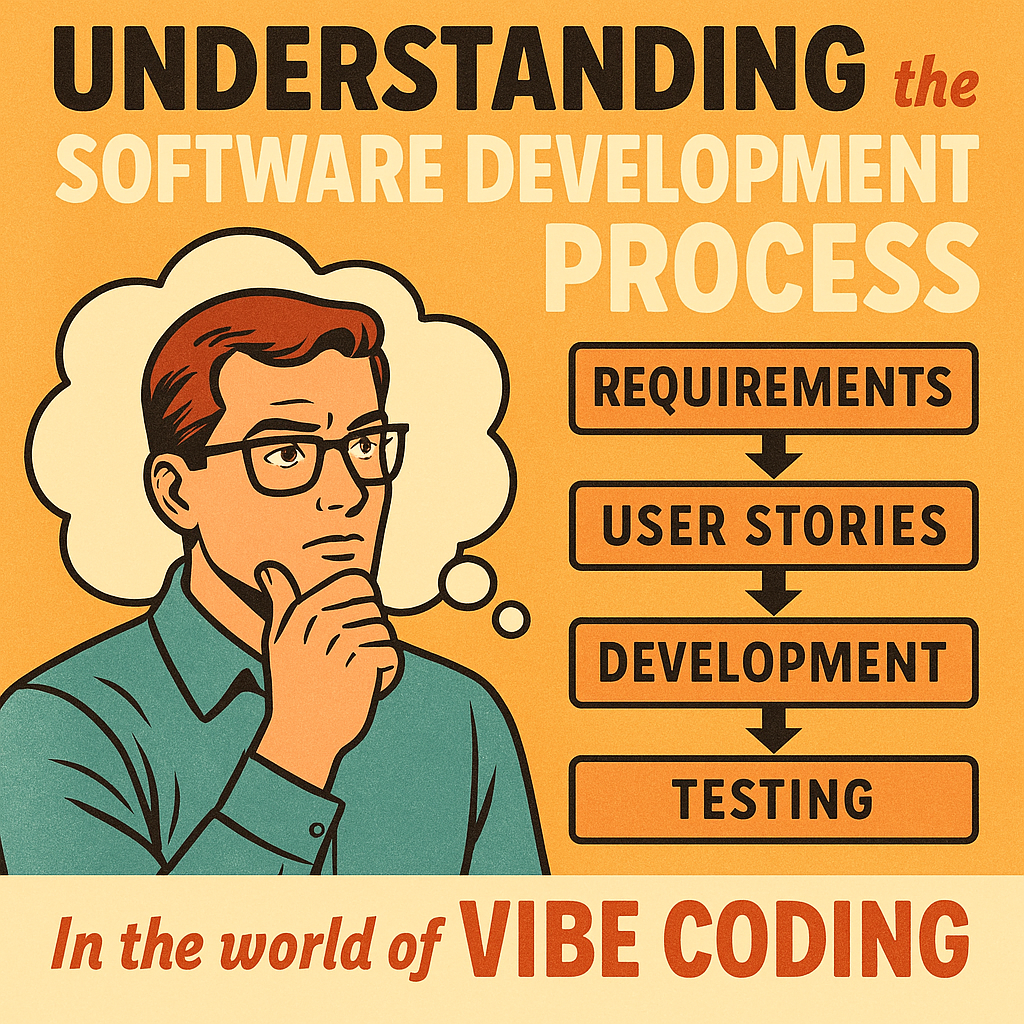 UNDERSTANDING the
SOFTWARE DEVELOPMENT
PROCESS
REQUIREMENTS
USER STORIES
DEVELOPMENT
TESTING
In the world of VIBE CODING